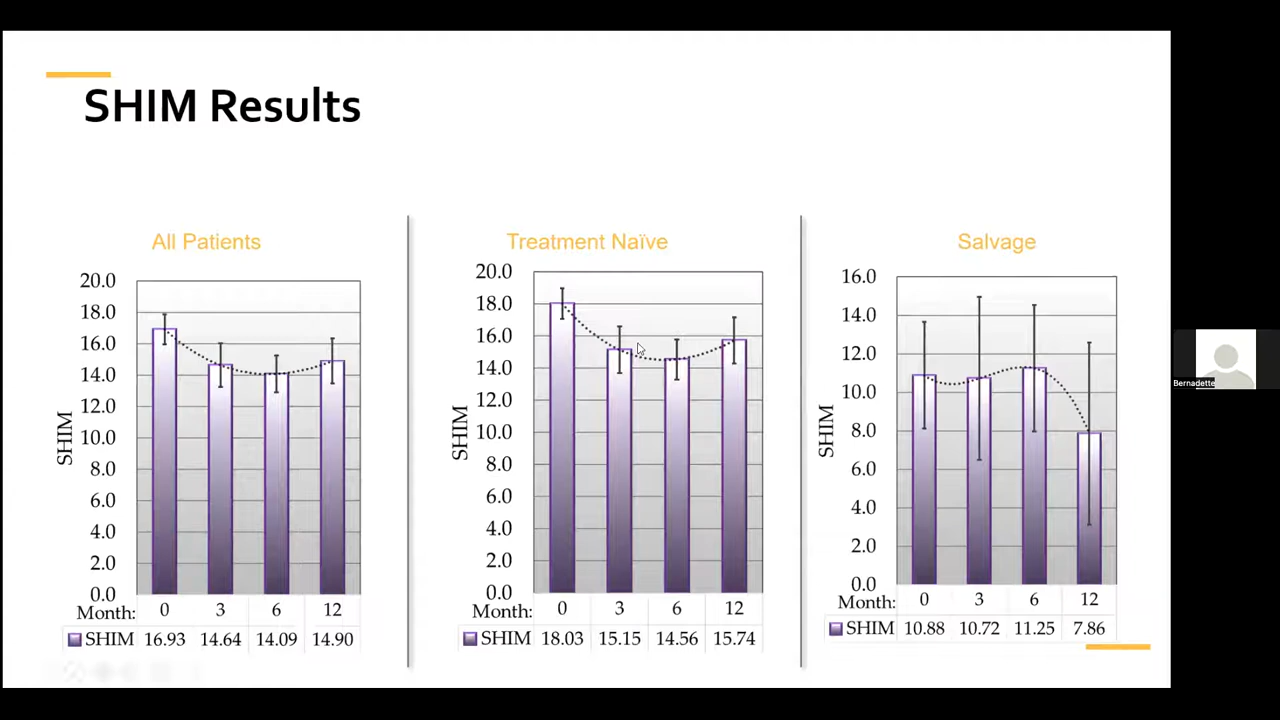 SHIM Results
All Patients
20.0
18.0
16.0
14.0
12.0
10.0
8.0
6.0
4.0
2.0
0.0
SHIM
Month: 0 3 6 12
SHIM 16.93 14.64 14.09 14.90
Treatment Naïve
20.0
18.0
16.0
14.0
12.0
10.0
8.0
6.0
4.0
2.0
0.0
SHIM
Month: 0 3 6 12
SHIM 18.03 15.15 14.56 15.74
Salvage
16.0
14.0
12.0
10.0
8.0
6.0
4.0
2.0
0.0
SHIM
Month: 0 3 6 12
SHIM 10.88 10.72 11.25 7.86
Bernadette